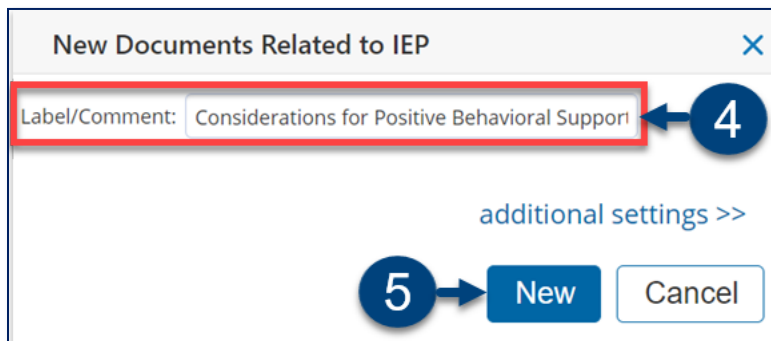 New Documents Related to IEP
Label/Comment: Considerations for Positive Behavioral Support 4
additional settings >>
5 New Cancel